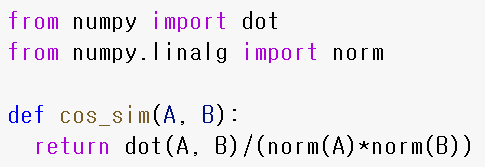 from numpy import dot
from numpy.linalg import norm

def cos_sim(A, B):
  return dot(A, B)/(norm(A)*norm(B))